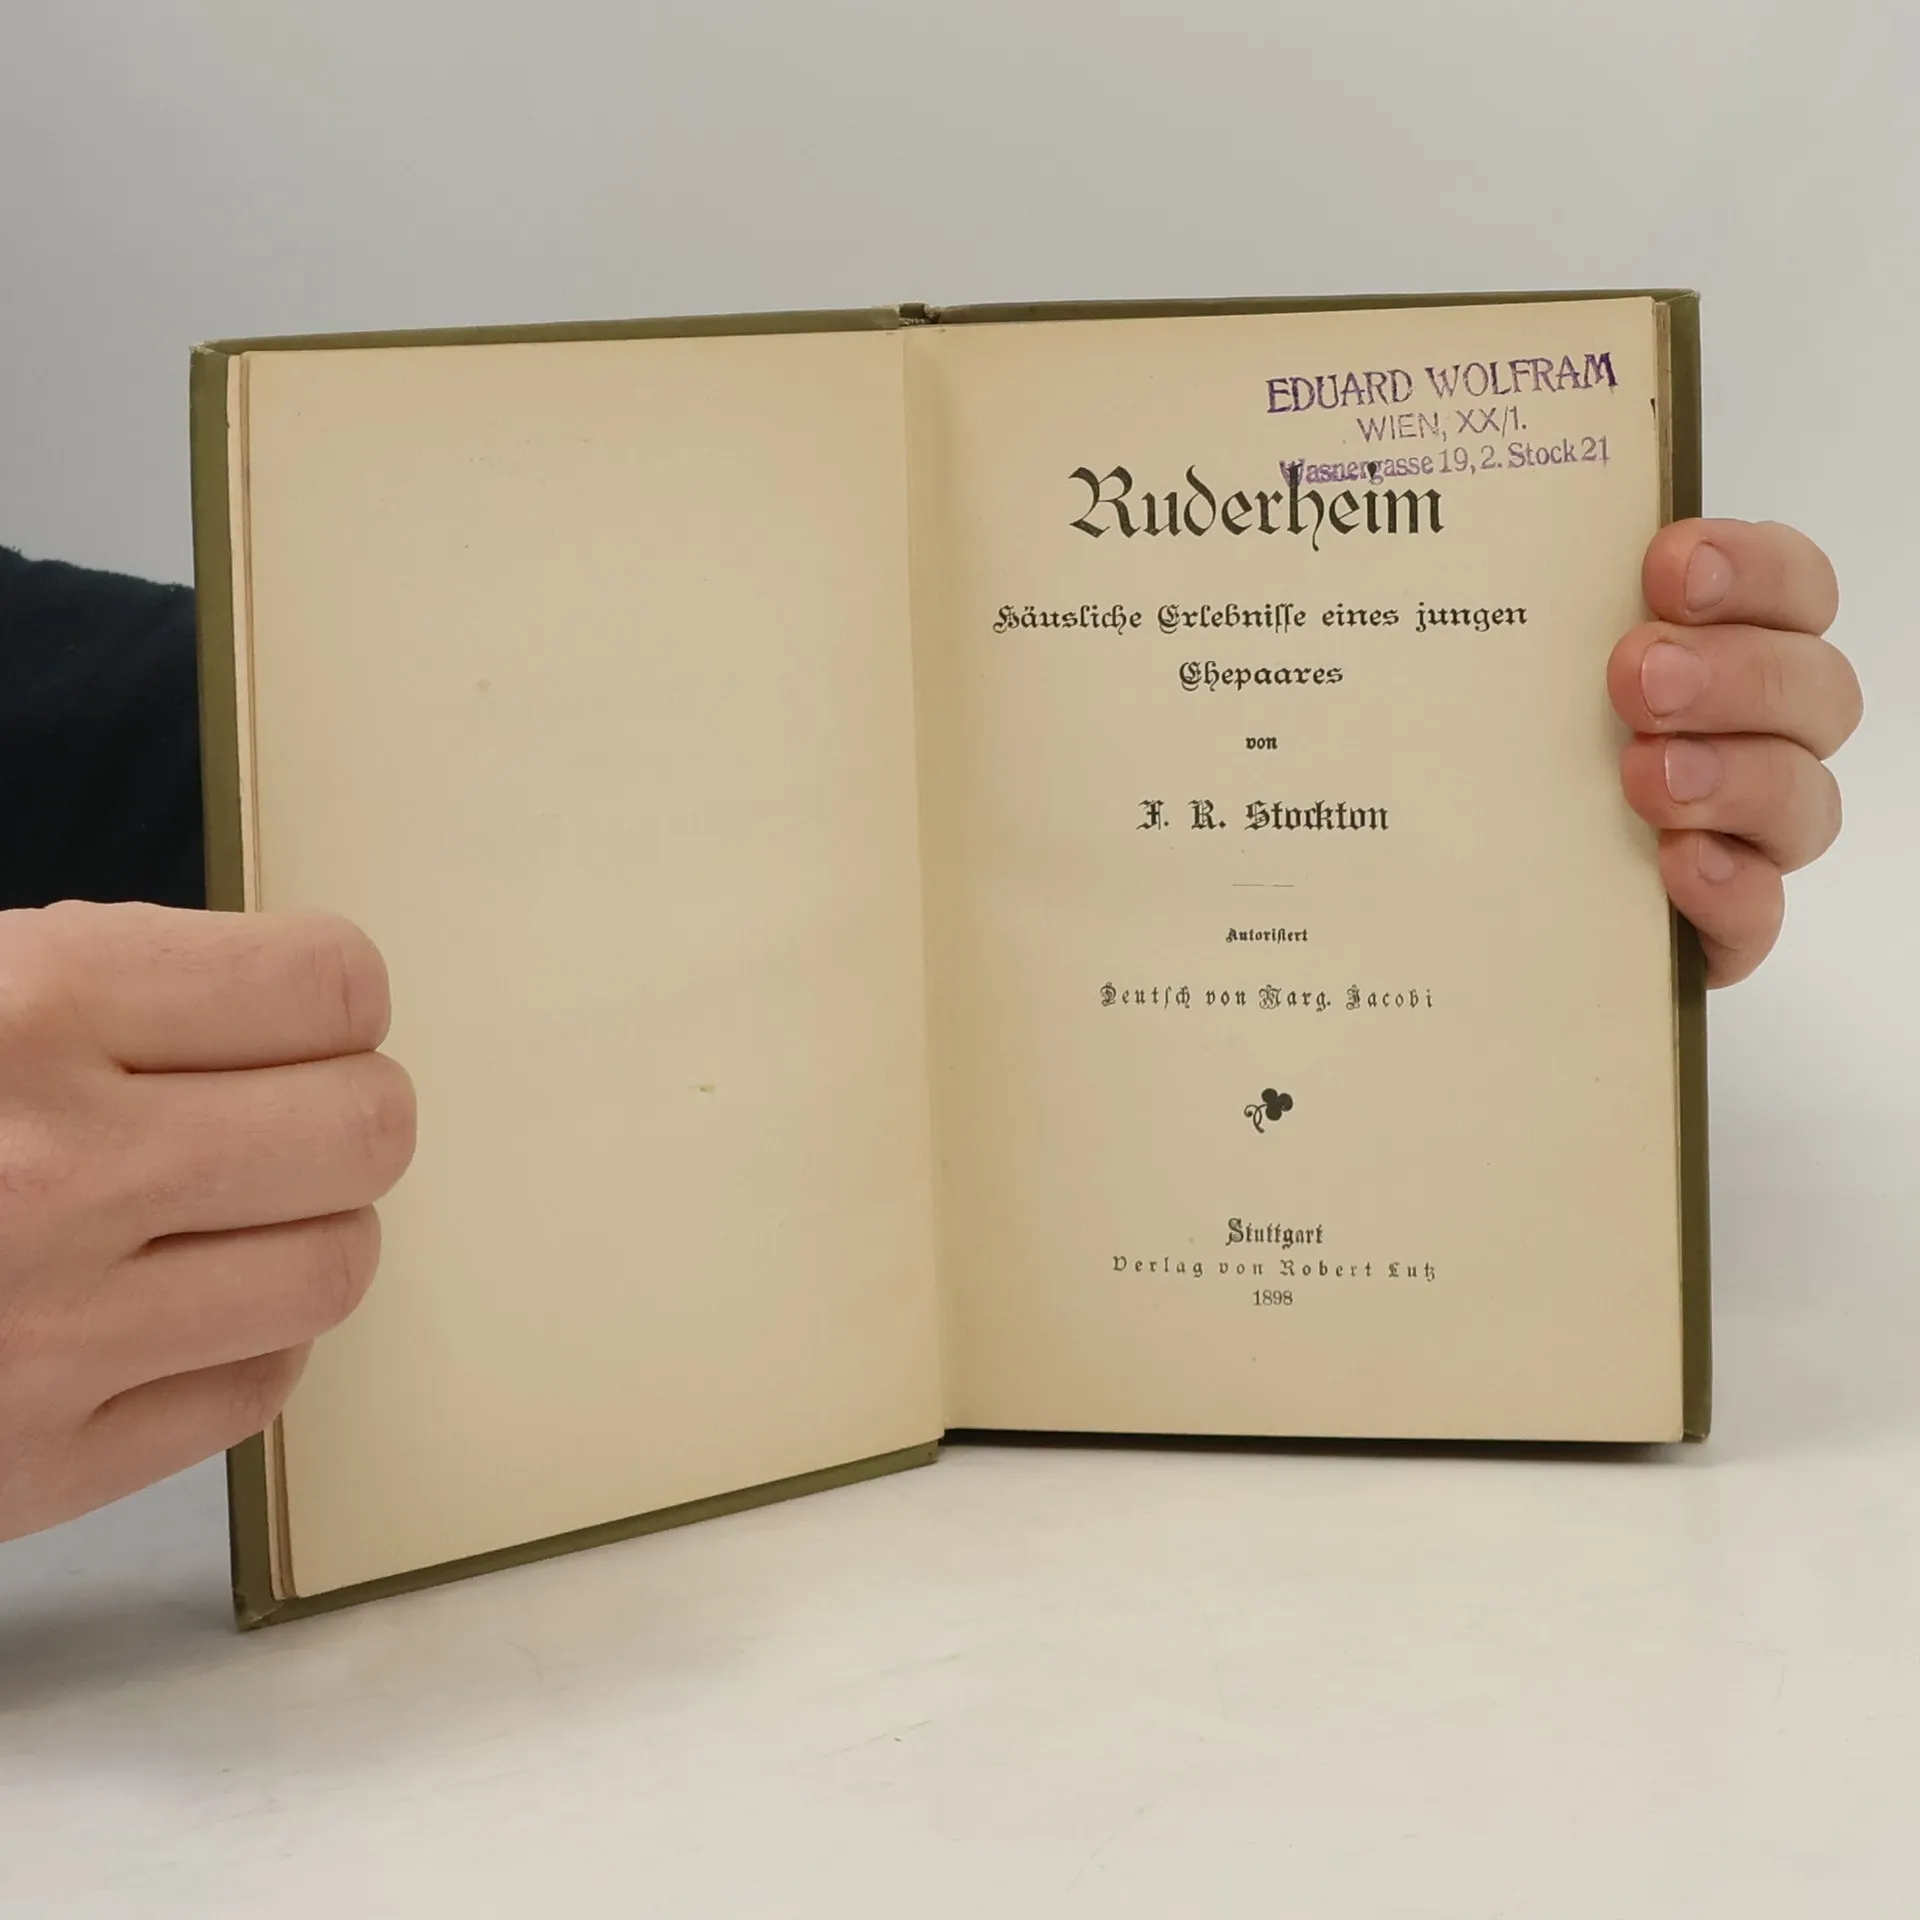 EDUARD WOLFRAM
WIEN, XX/1.
Wasnergasse 19, 2. Stock 21
Ruderheim
Häusliche Erlebnisse eines jungen
Ehepaares
von
F. R. Stockton
Autorisiert
Deutsch von Marg. Jacobi
Stuttgart
Verlag von Robert Lutz
1898